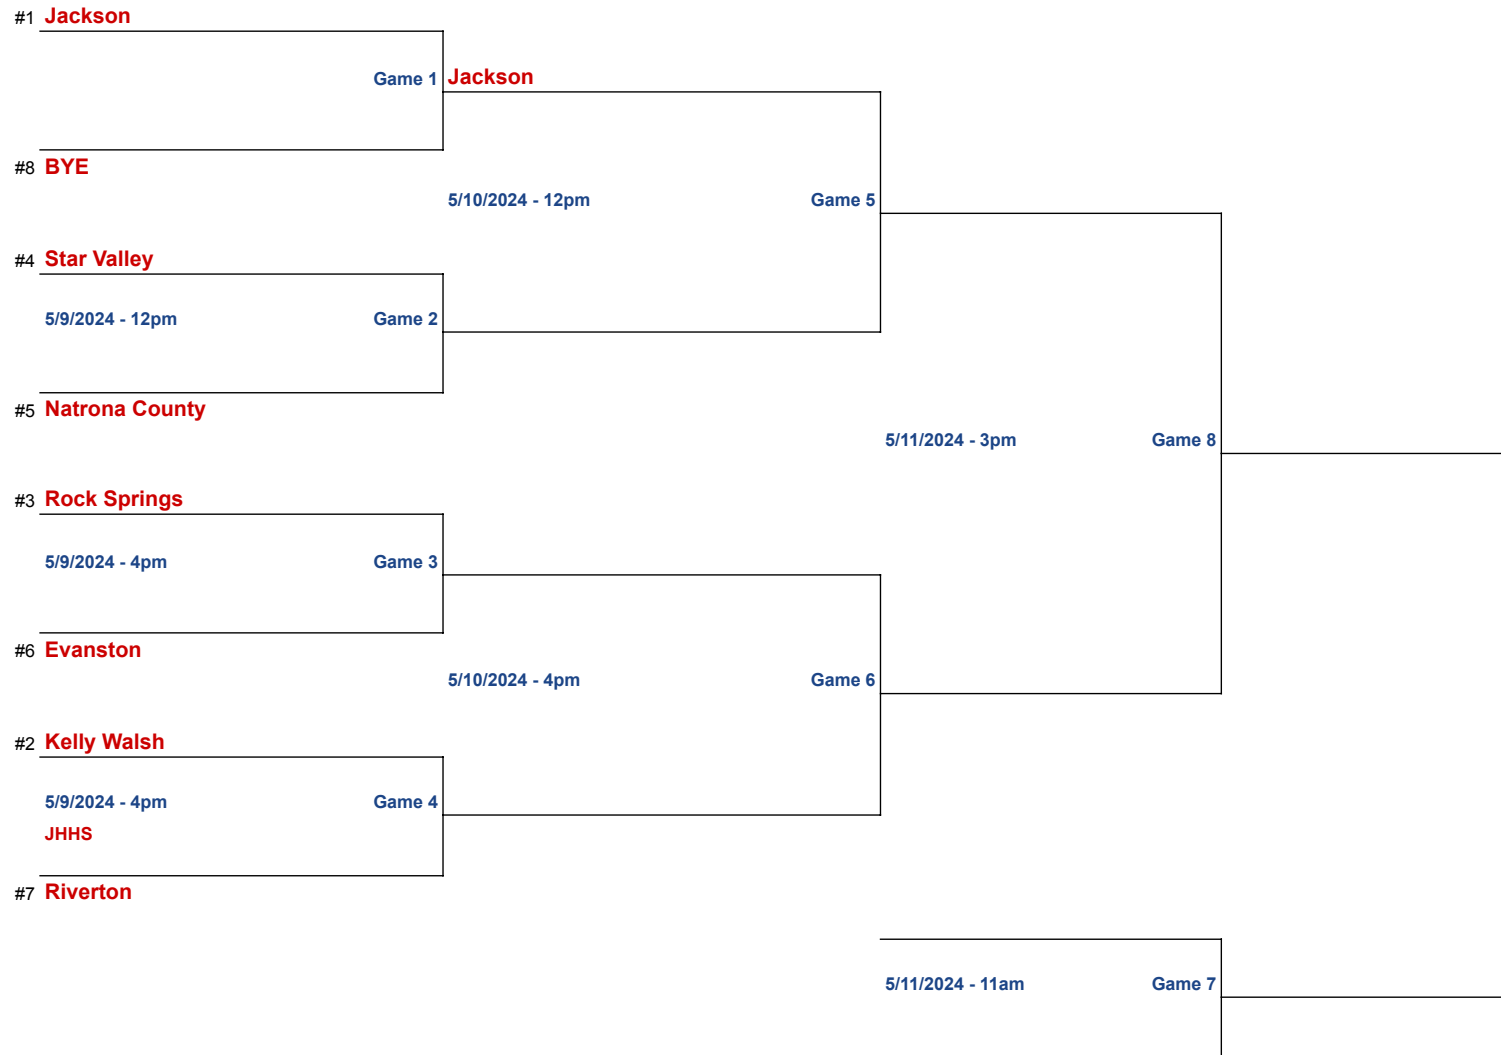 #1 Jackson
Game 1 Jackson
#8 BYE
5/10/2024 - 12pm Game 5
#4 Star Valley
5/9/2024 - 12pm Game 2
#5 Natrona County
5/11/2024 - 3pm Game 8
#3 Rock Springs
5/9/2024 - 4pm Game 3
#6 Evanston
5/10/2024 - 4pm Game 6
#2 Kelly Walsh
5/9/2024 - 4pm Game 4
JHHS
#7 Riverton
5/11/2024 - 11am Game 7